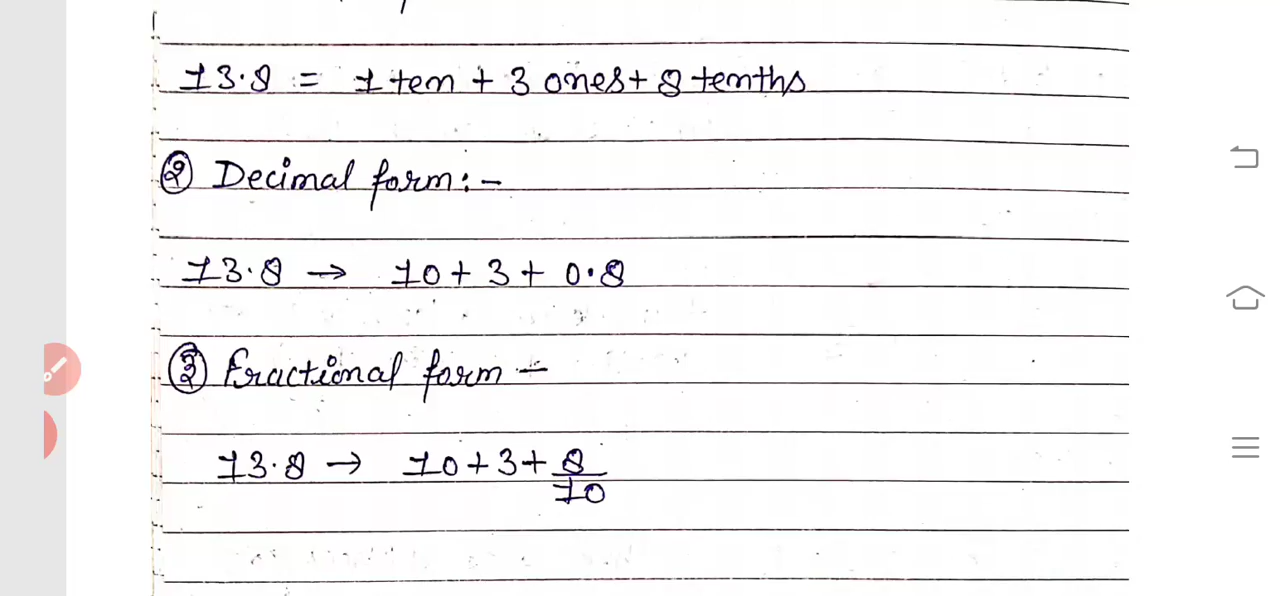 13.8 = 1 ten + 3 ones + 8 tenths
② Decimal form :-
13.8 → 10 + 3 + 0.8
③ fractional form -
13.8 → 10 + 3 + 8/10